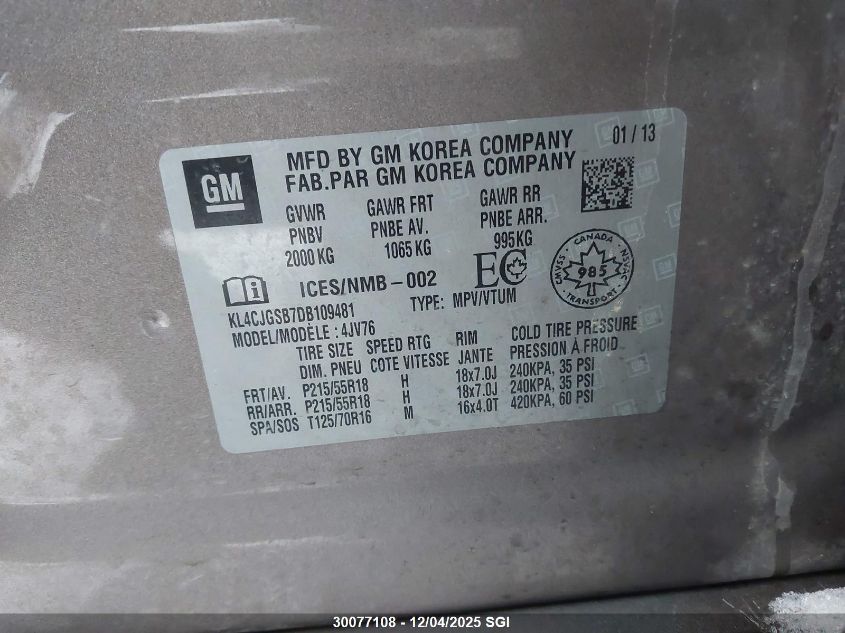 GM
MFD BY GM KOREA COMPANY 01 / 13
FAB.PAR GM KOREA COMPANY
GVWR GAWR FRT GAWR RR
PNBV PNBE AV. PNBE ARR.
2000 KG 1065 KG 995KG
ICES/NMB-002 EC
CANADA
CMVSS 985 NSVAC
TRANSPORT
KL4CJGSB7DB109481 TYPE: MPV/VTUM
MODEL/MODÈLE : 4JV76
TIRE SIZE SPEED RTG RIM COLD TIRE PRESSURE
DIM. PNEU COTE VITESSE JANTE PRESSION À FROID
FRT/AV. P215/55R18 H 18x7.0J 240KPA, 35 PSI
RR/ARR. P215/55R18 H 18x7.0J 240KPA, 35 PSI
SPA/SOS T125/70R16 M 16x4.0T 420KPA, 60 PSI
30077108 - 12/04/2025 SGI